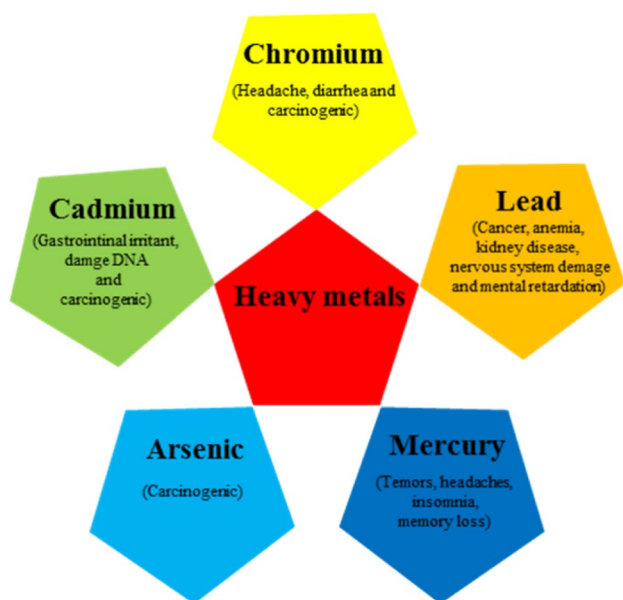 Chromium
(Headache, diarrhea and
carcinogenic)
Cadmium
(Gastrointinal irritant,
damge DNA
and
carcinogenic)
Lead
(Cancer, anemia,
kidney disease,
nervous system demage
and mental retardation)
Heavy metals
Arsenic
(Carcinogenic)
Mercury
(Temors, headaches,
insomnia,
memory loss)